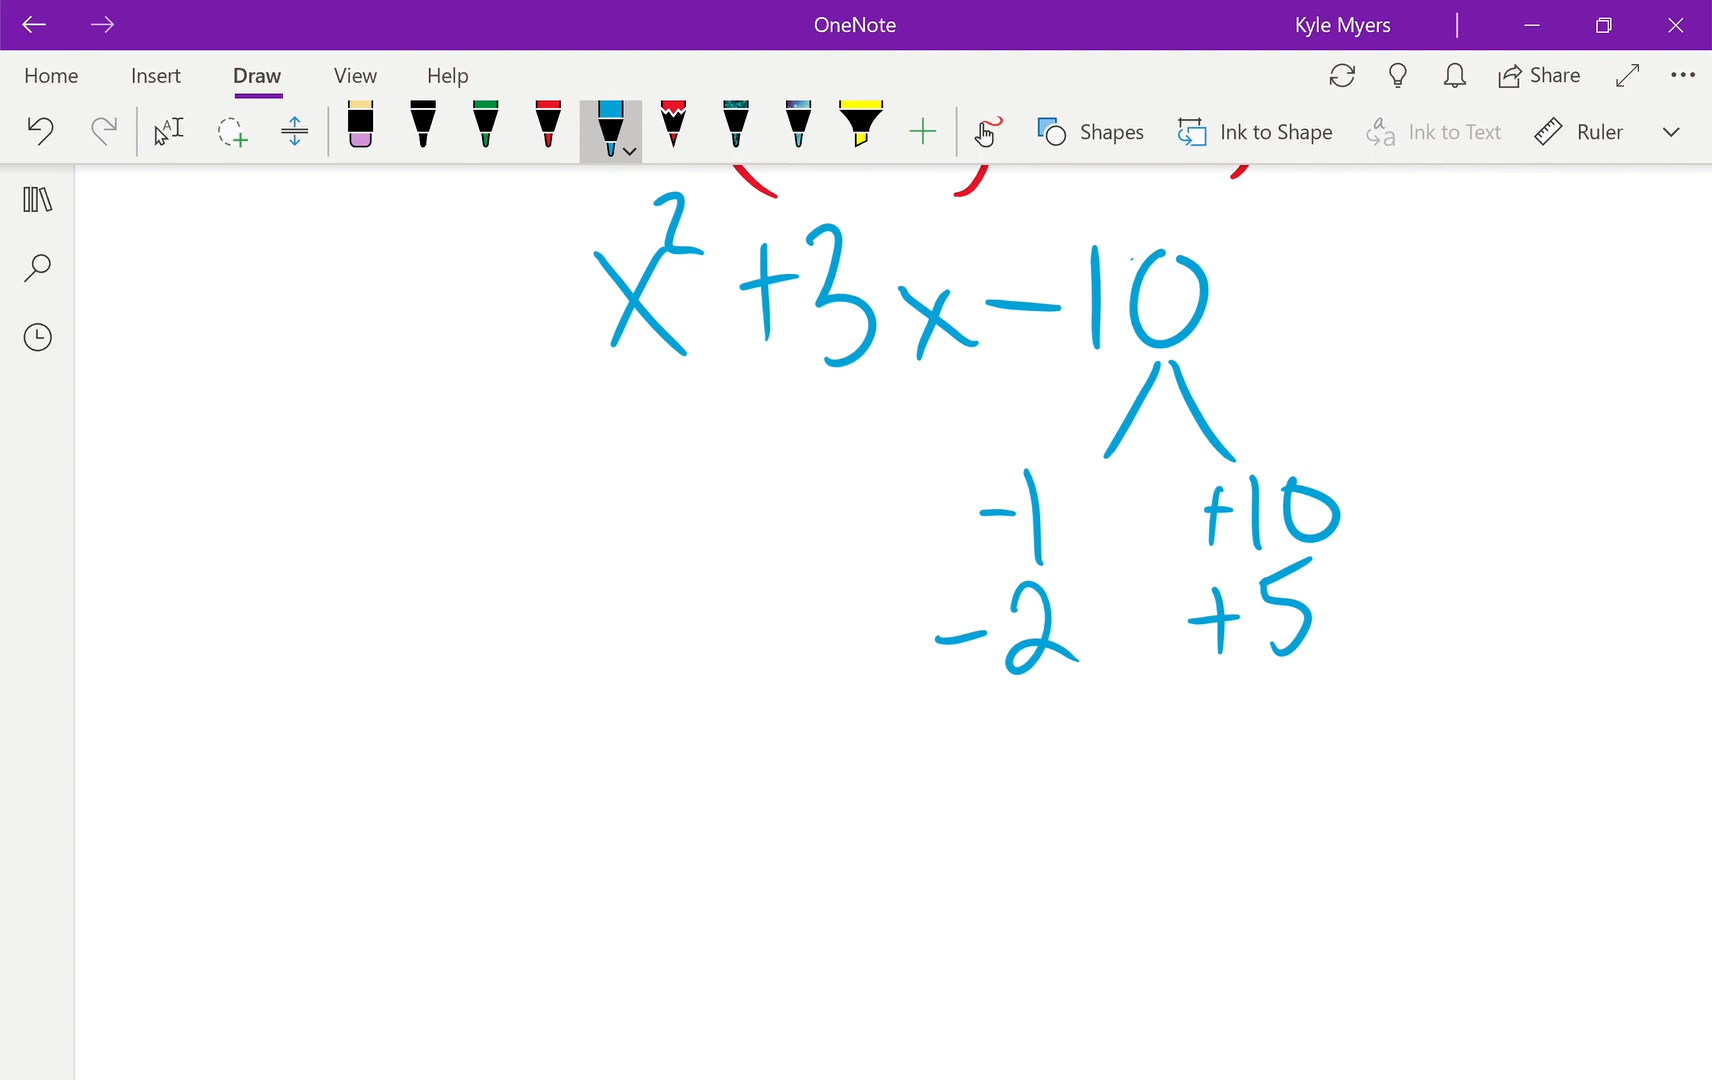 OneNote
Kyle Myers
Home Insert Draw View Help Share
Shapes Ink to Shape Ink to Text Ruler
x² +3x-10
-1 +10
-2 +5